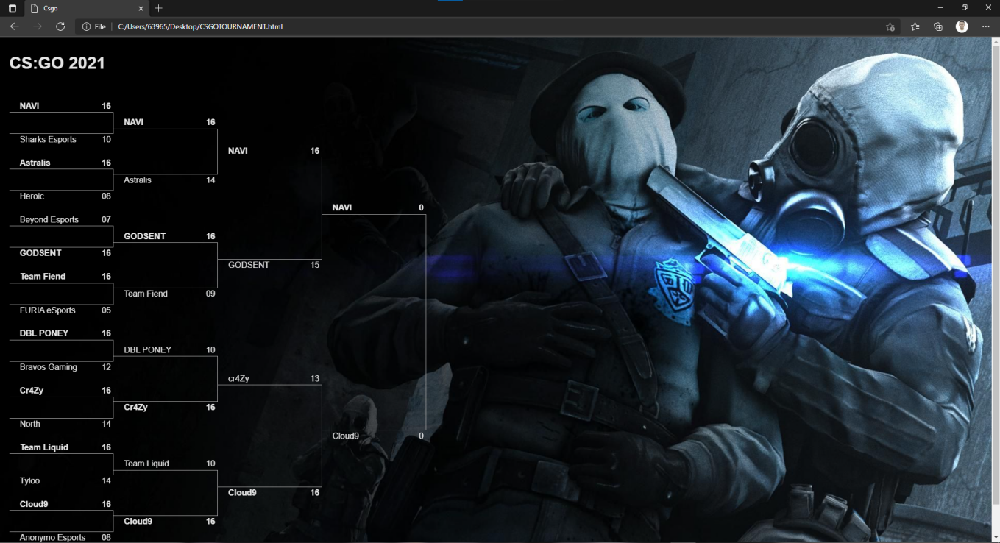 Csgo
File
C:/Users/63965/Desktop/CSGOTOURNAMENT.html
CS:GO 2021
NAVI 16
Sharks Esports 10
Astralis 16
Heroic 08
Beyond Esports 07
GODSENT 16
Team Fiend 16
FURIA eSports 05
DBL PONEY 16
Bravos Gaming 12
Cr4Zy 16
North 14
Team Liquid 16
Tyloo 14
Cloud9 16
Anonymo Esports 08
NAVI 16
Astralis 14
GODSENT 16
Team Fiend 09
DBL PONEY 10
Cr4Zy 16
Team Liquid 10
Cloud9 16
NAVI 16
GODSENT 15
cr4Zy 13
Cloud9 16
NAVI 0
Cloud9 0